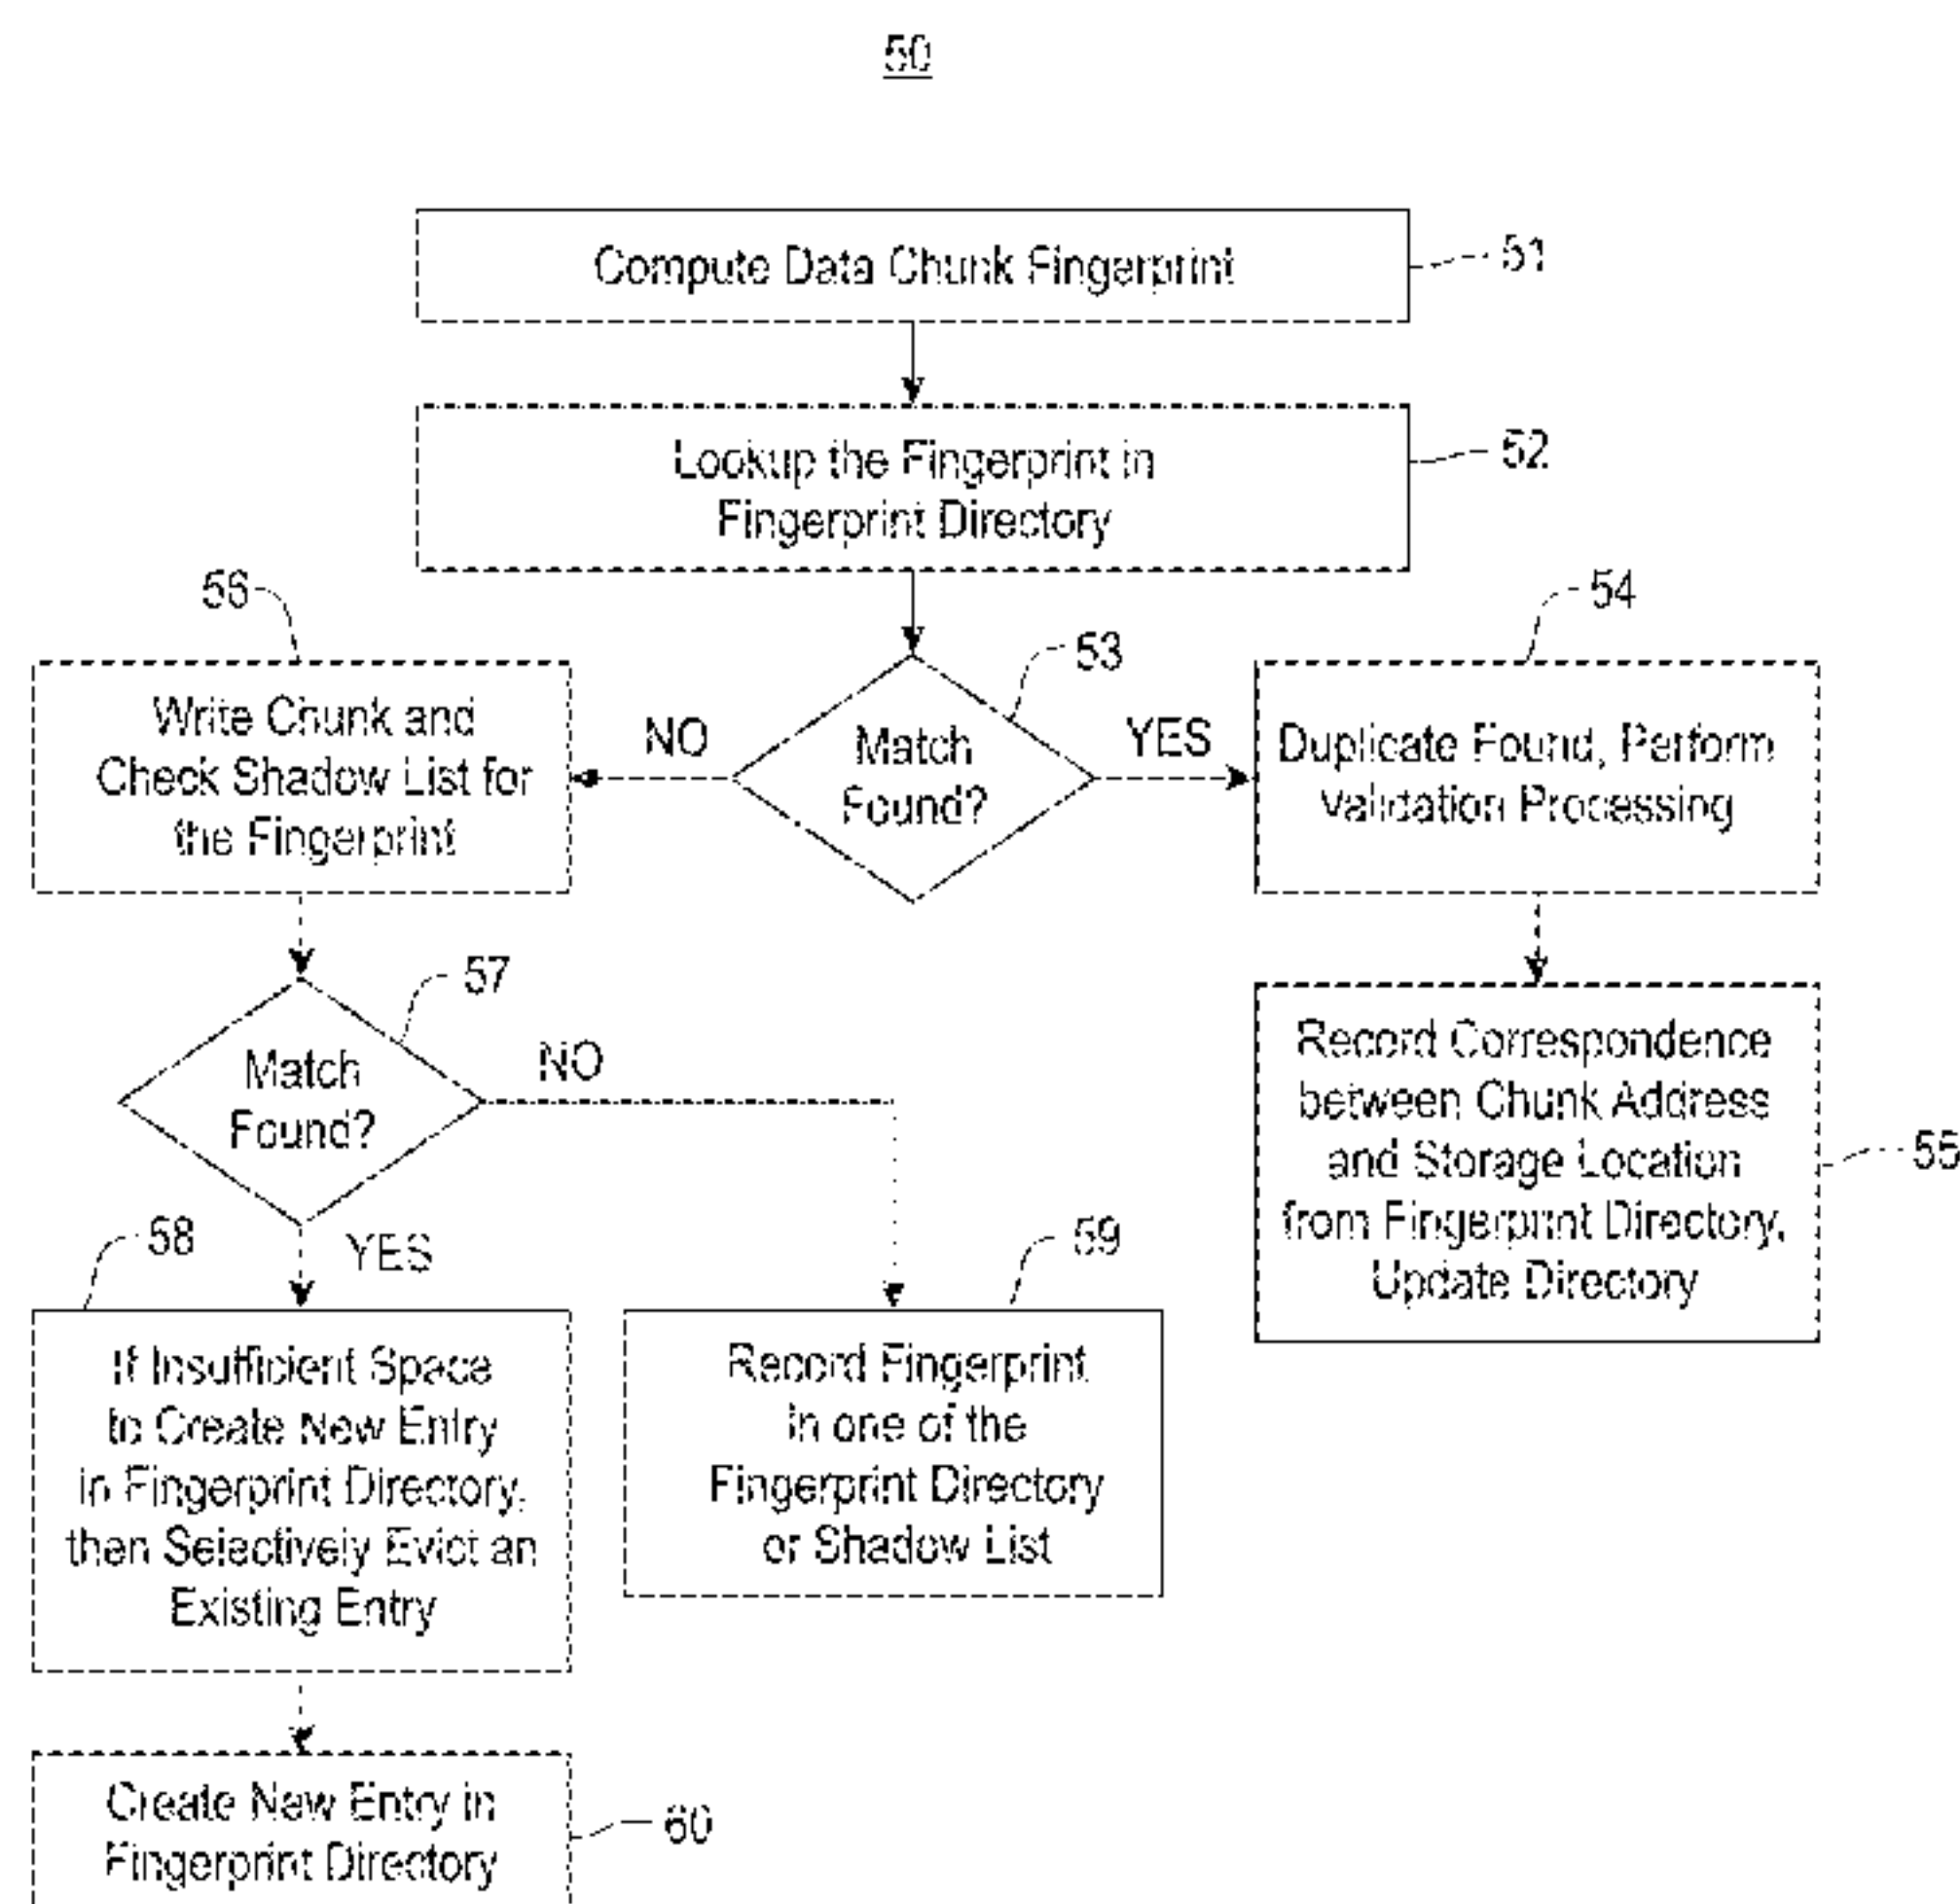 50
Compute Data Chunk Fingerprint
51
Lookup the Fingerprint in
Fingerprint Directory
52
56
Write Chunk and
Check Shadow List for
the Fingerprint
NO
53
Match
Found?
YES
54
Duplicate Found, Perform
Validation Processing
57
Match
Found?
NO
Record Correspondence
between Chunk Address
and Storage Location
from Fingerprint Directory,
Update Directory
55
58
YES
59
If Insufficient Space
to Create New Entry
in Fingerprint Directory,
then Selectively Evict an
Existing Entry
Record Fingerprint
in one of the
Fingerprint Directory
or Shadow List
Create New Entry in
Fingerprint Directory
60